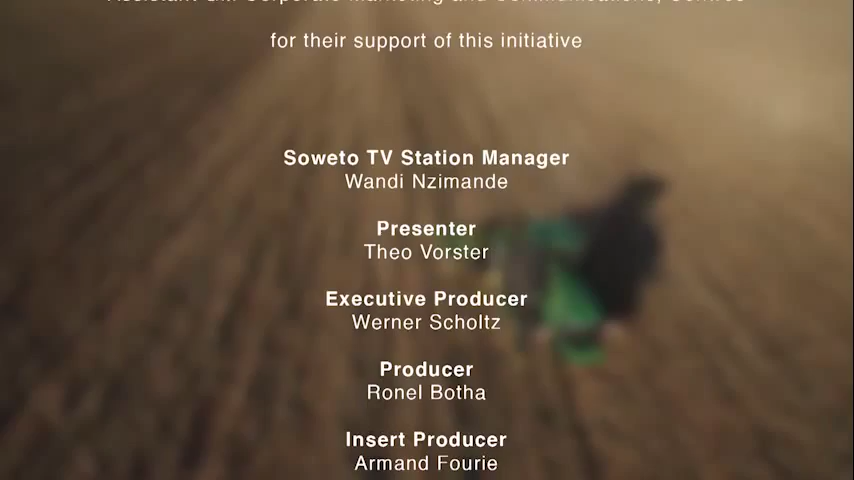 for their support of this initiative
Soweto TV Station Manager
Wandi Nzimande
Presenter
Theo Vorster
Executive Producer
Werner Scholtz
Producer
Ronel Botha
Insert Producer
Armand Fourie